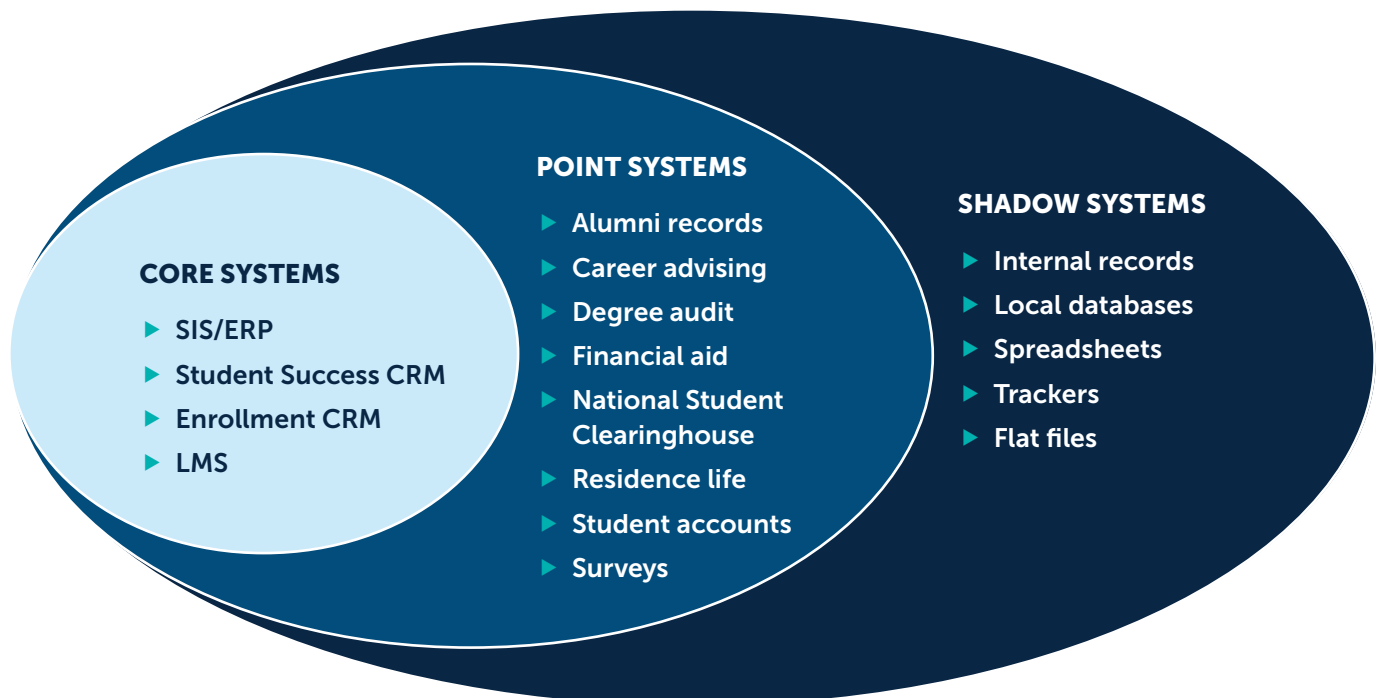 CORE SYSTEMS
SIS/ERP
Student Success CRM
Enrollment CRM
LMS
POINT SYSTEMS
Alumni records
Career advising
Degree audit
Financial aid
National Student
Clearinghouse
Residence life
Student accounts
Surveys
SHADOW SYSTEMS
Internal records
Local databases
Spreadsheets
Trackers
Flat files